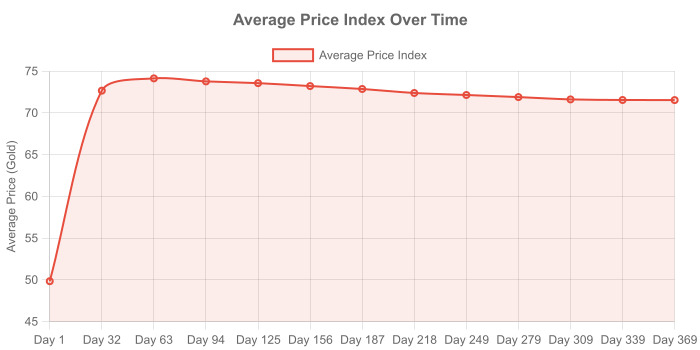 Average Price Index Over Time
Average Price Index
Average Price (Gold)
75
70
65
60
55
50
45
Day 1 Day 32 Day 63 Day 94 Day 125 Day 156 Day 187 Day 218 Day 249 Day 279 Day 309 Day 339 Day 369